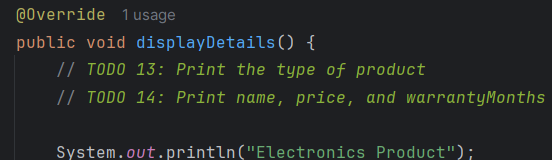 @Override 1 usage
public void displayDetails() {
// TODO 13: Print the type of product
// TODO 14: Print name, price, and warrantyMonths
System.out.println("Electronics Product");